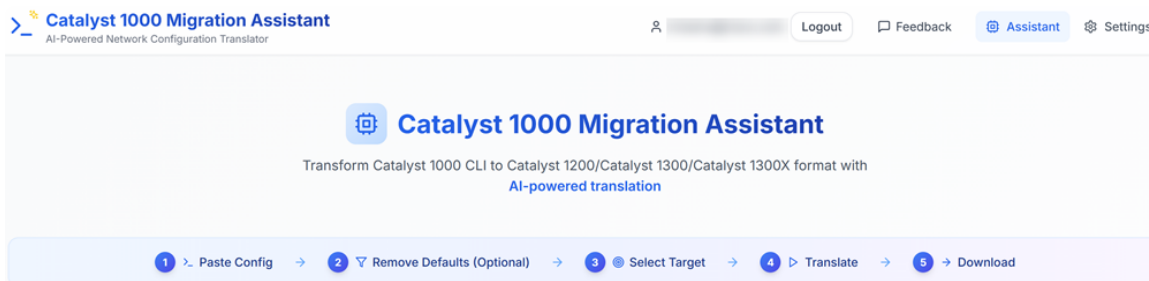 Catalyst 1000 Migration Assistant
AI-Powered Network Configuration Translator
Logout
Feedback
Assistant
Settings
Catalyst 1000 Migration Assistant
Transform Catalyst 1000 CLI to Catalyst 1200/Catalyst 1300/Catalyst 1300X format with
AI-powered translation
1 Paste Config → 2 Remove Defaults (Optional) → 3 Select Target → 4 Translate → 5 → Download